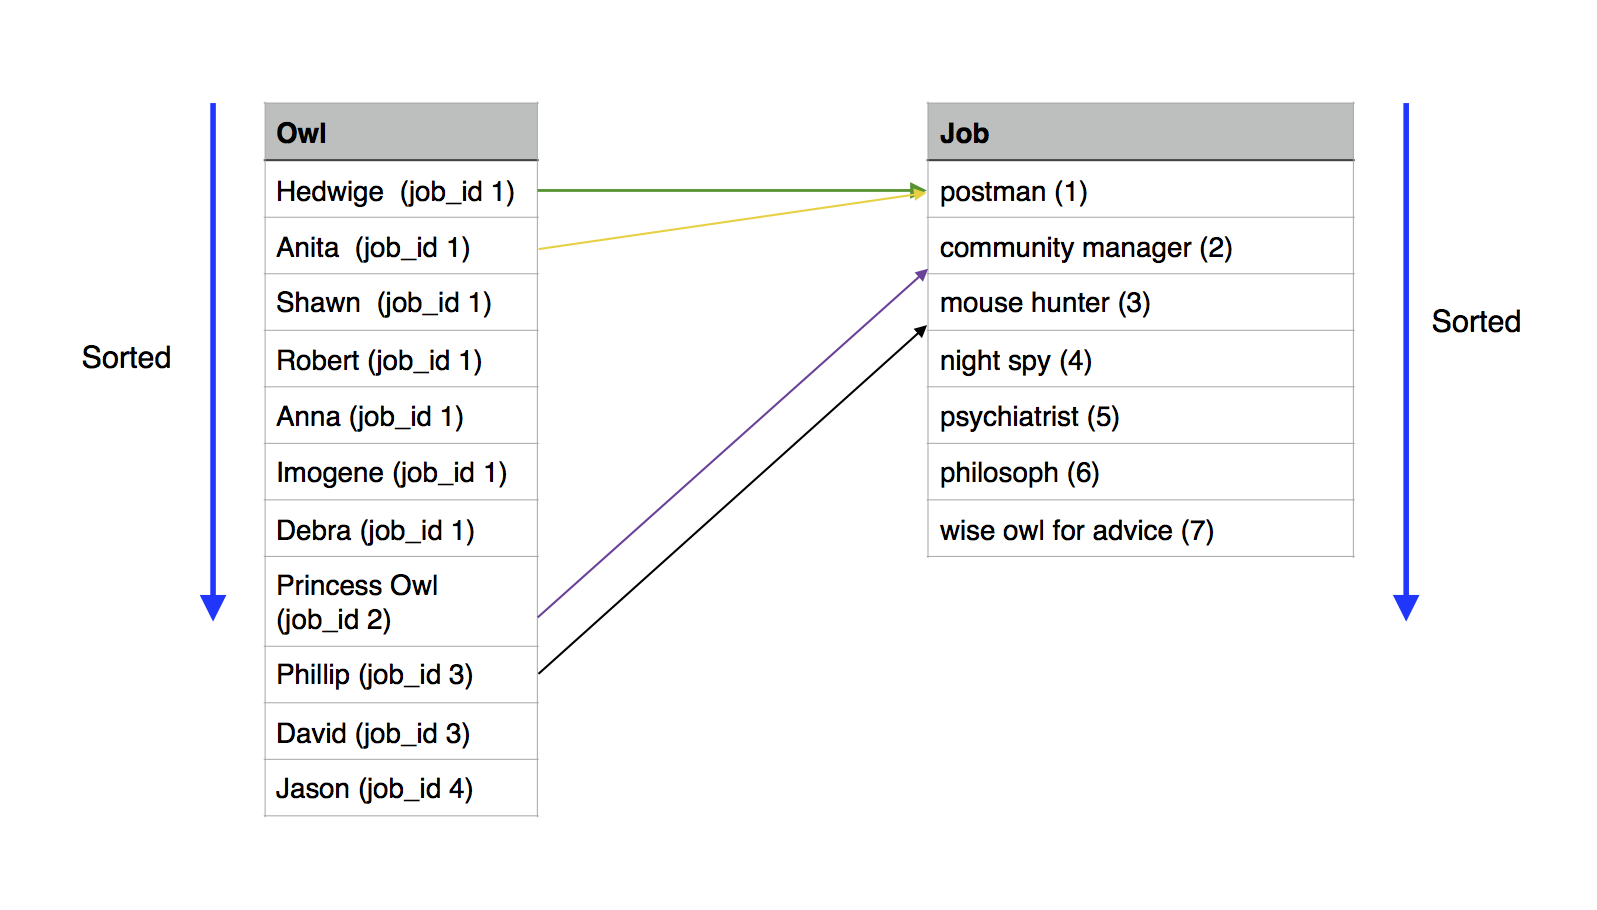 Owl
Hedwige  (job_id 1)
Anita  (job_id 1)
Shawn  (job_id 1)
Robert (job_id 1)
Anna (job_id 1)
Imogene (job_id 1)
Debra (job_id 1)
Princess Owl
(job_id 2)
Phillip (job_id 3)
David (job_id 3)
Jason (job_id 4)
Sorted
Job
postman (1)
community manager (2)
mouse hunter (3)
night spy (4)
psychiatrist (5)
philosoph (6)
wise owl for advice (7)
Sorted